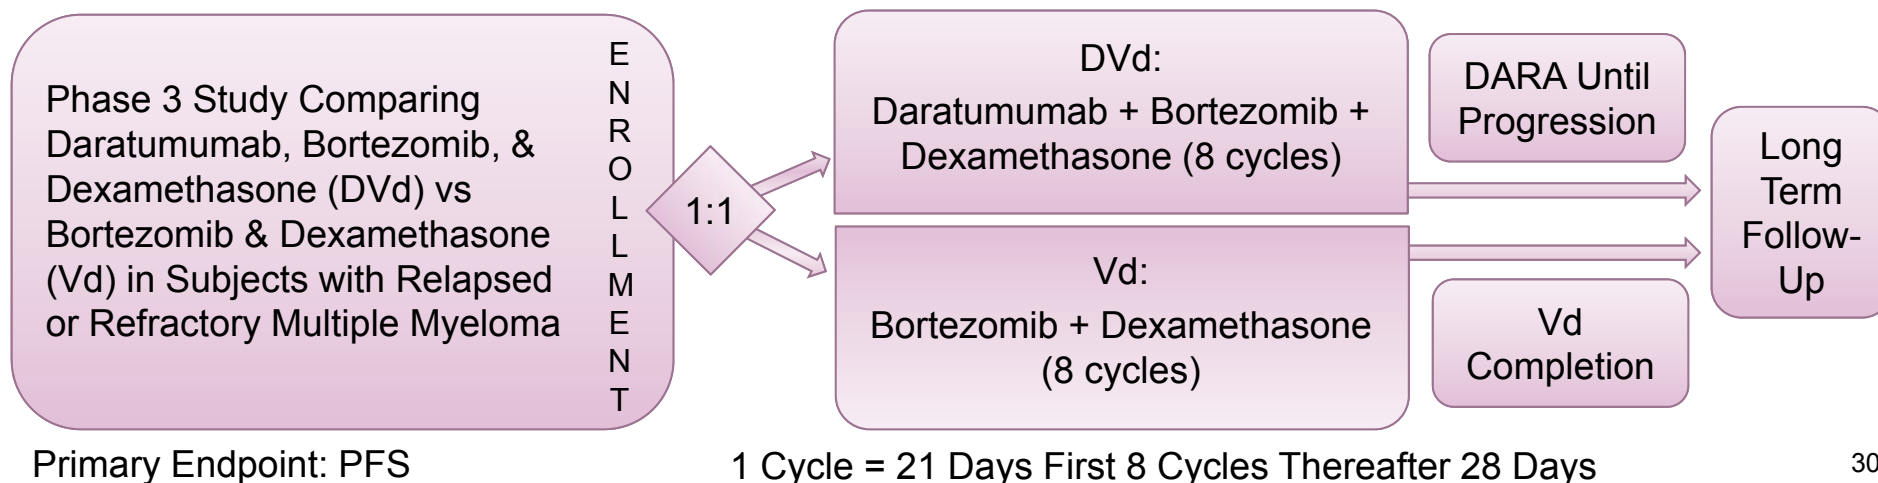 Phase 3 Study Comparing
Daratumumab, Bortezomib, &
Dexamethasone (DVd) vs
Bortezomib & Dexamethasone
(Vd) in Subjects with Relapsed
or Refractory Multiple Myeloma
E
N
R
O
L
L
M
E
N
T
1:1
DVd:
Daratumumab + Bortezomib +
Dexamethasone (8 cycles)
Vd:
Bortezomib + Dexamethasone
(8 cycles)
DARA Until
Progression
Vd
Completion
Long
Term
Follow-
Up
Primary Endpoint: PFS
1 Cycle = 21 Days First 8 Cycles Thereafter 28 Days
30